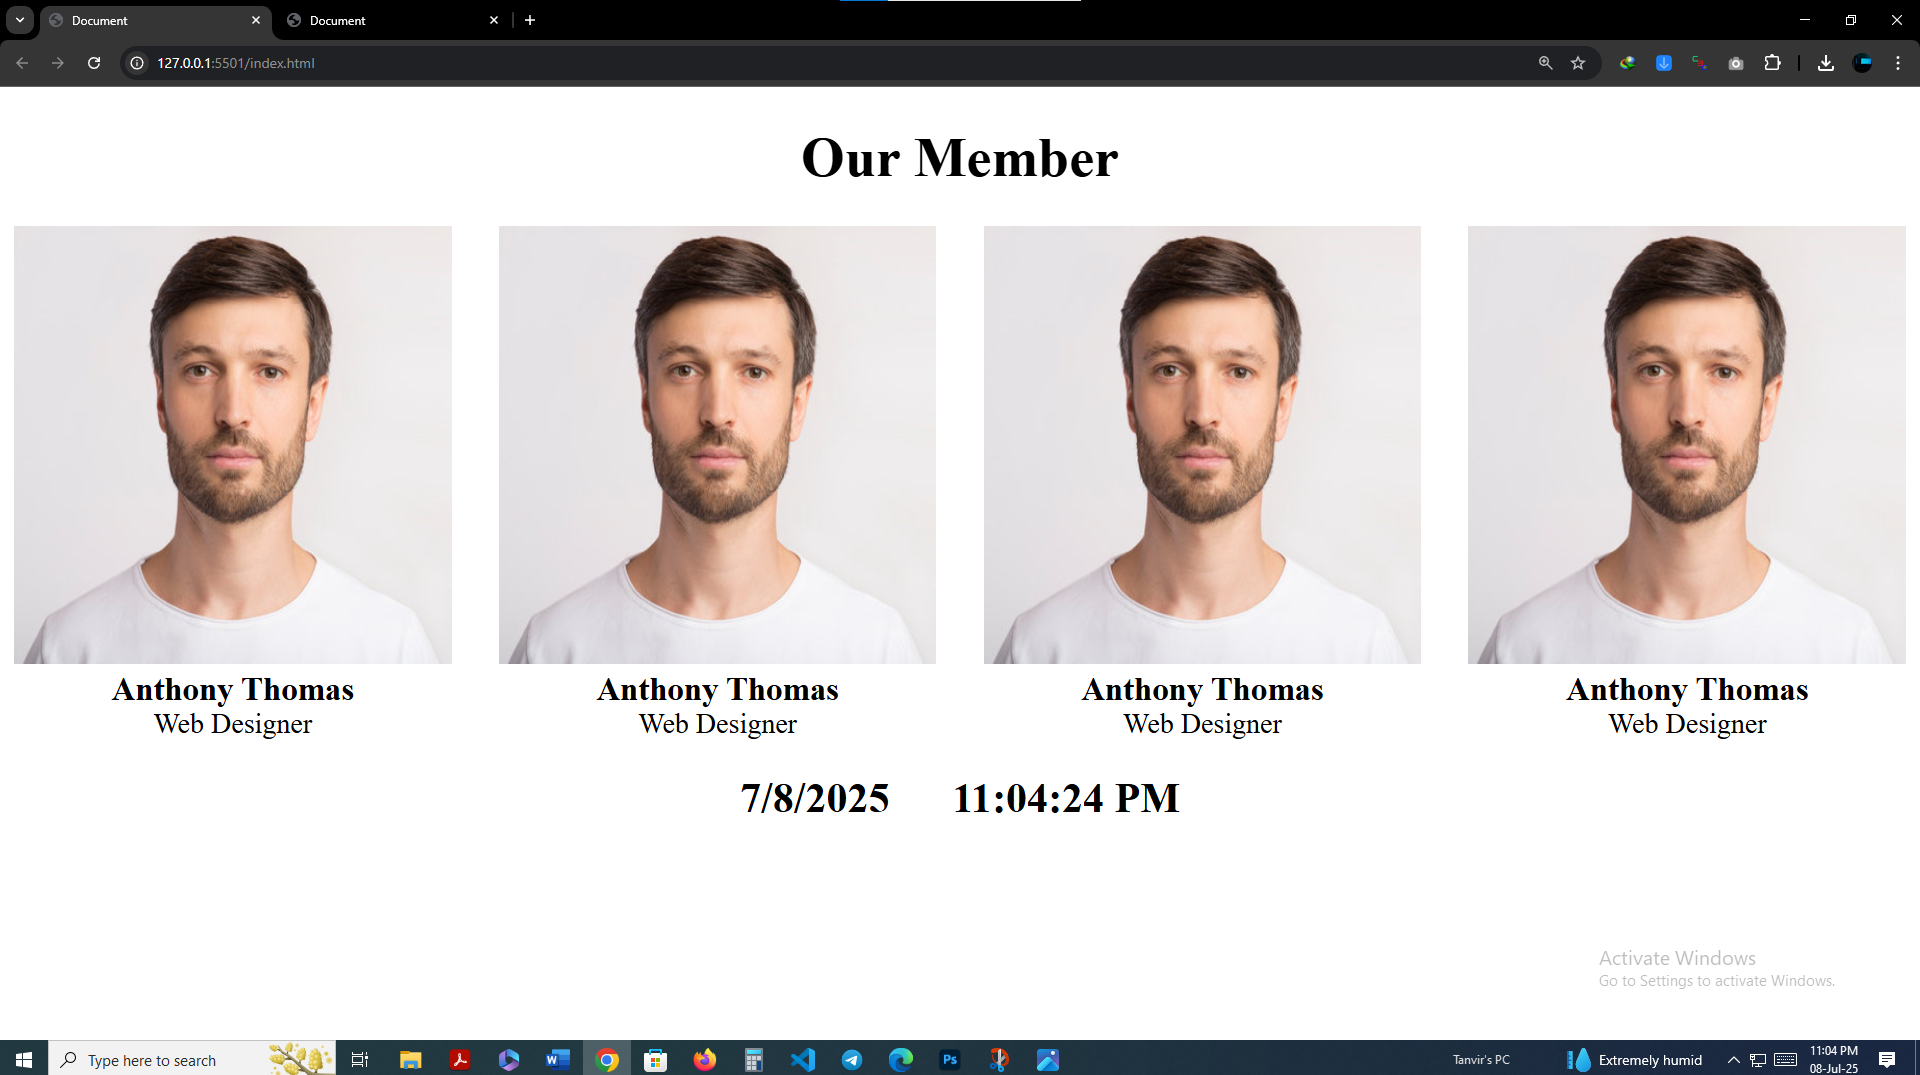 Document
Document
127.0.0.1:5501/index.html
Our Member
Anthony Thomas
Web Designer
Anthony Thomas
Web Designer
Anthony Thomas
Web Designer
Anthony Thomas
Web Designer
7/8/2025 11:04:24 PM
Activate Windows
Go to Settings to activate Windows.
Type here to search
W
Ps
Tanvir's PC
Extremely humid
11:04 PM
08-Jul-25